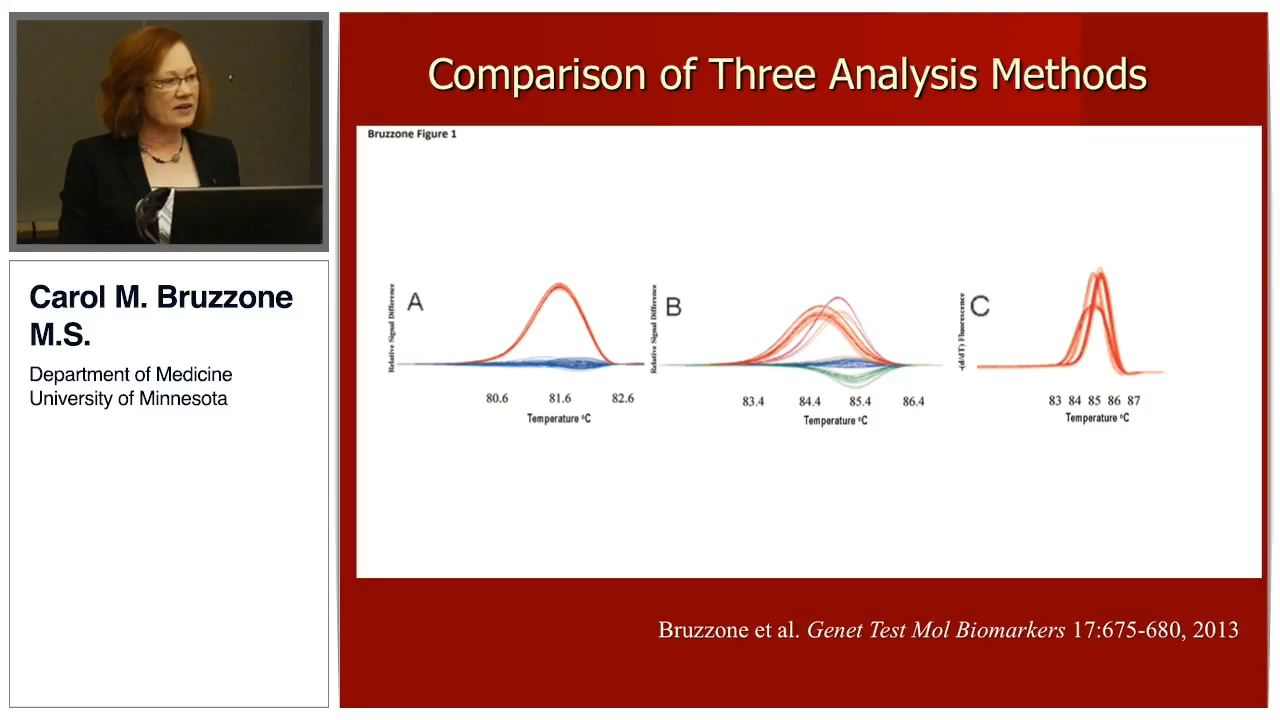 Comparison of Three Analysis Methods
Bruzzone Figure 1
Carol M. Bruzzone
M.S.
Department of Medicine
University of Minnesota
A
Relative Signal Difference
80.6 81.6 82.6
Temperature ºC
B
Relative Signal Difference
83.4 84.4 85.4 86.4
Temperature ºC
C
-(d/dT) Fluorescence
83 84 85 86 87
Temperature ºC
Bruzzone et al. Genet Test Mol Biomarkers 17:675-680, 2013